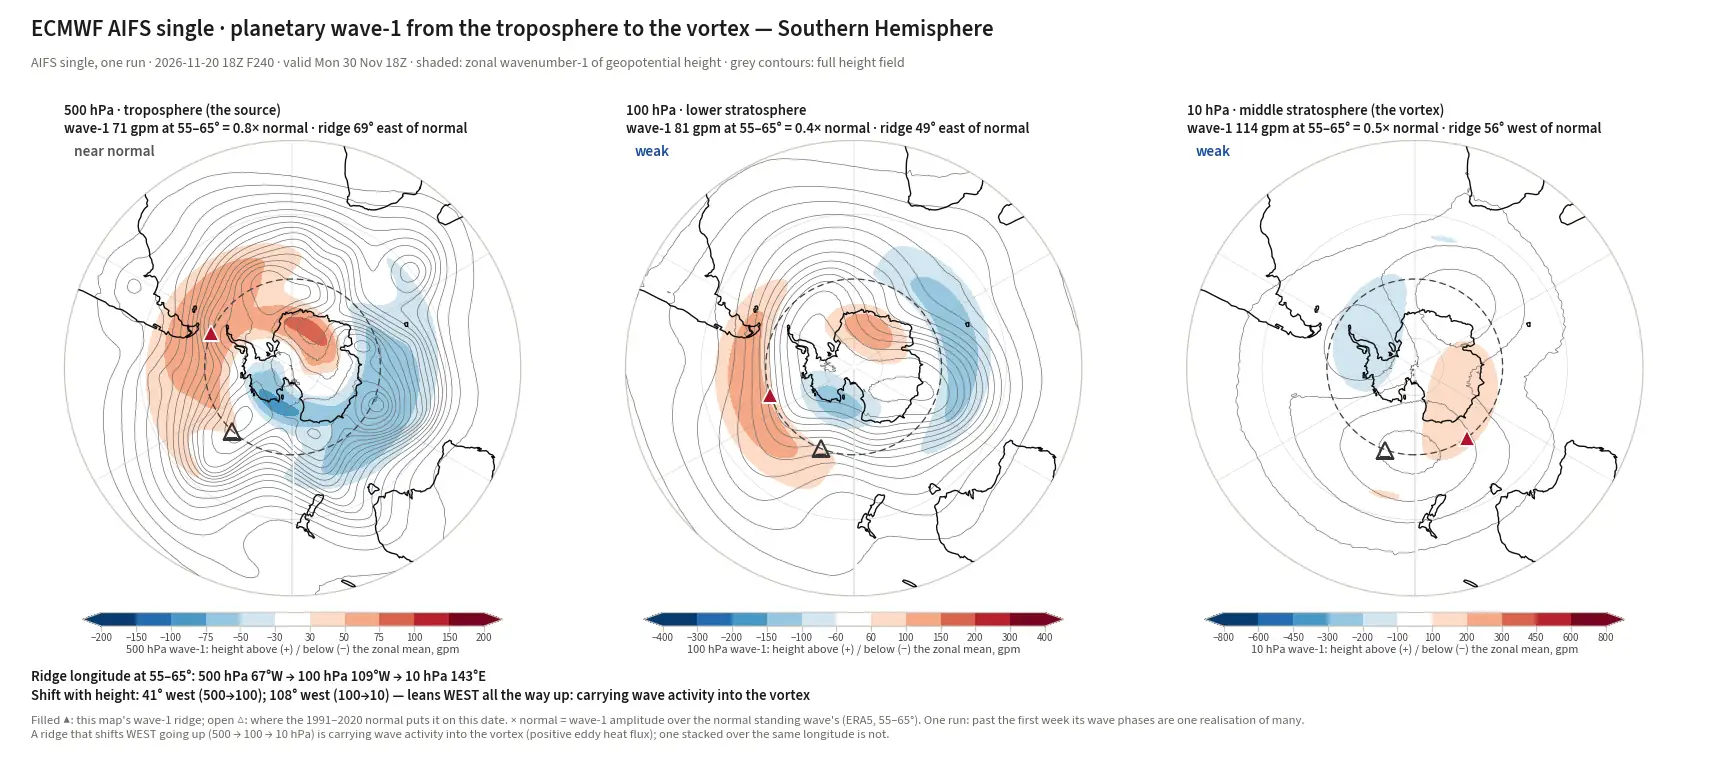 ECMWF AIFS single · planetary wave-1 from the troposphere to the vortex — Southern Hemisphere
AIFS single, one run · 2026-11-20 18Z F240 · valid Mon 30 Nov 18Z · shaded: zonal wavenumber-1 of geopotential height · grey contours: full height field
500 hPa · troposphere (the source)
wave-1 71 gpm at 55–65° = 0.8× normal · ridge 69° east of normal
near normal
100 hPa · lower stratosphere
wave-1 81 gpm at 55–65° = 0.4× normal · ridge 49° east of normal
weak
10 hPa · middle stratosphere (the vortex)
wave-1 114 gpm at 55–65° = 0.5× normal · ridge 56° west of normal
weak
−200 −150 −100 −75 −50 −30 30 50 75 100 150 200
500 hPa wave-1: height above (+) / below (−) the zonal mean, gpm
−400 −300 −200 −150 −100 −60 60 100 150 200 300 400
100 hPa wave-1: height above (+) / below (−) the zonal mean, gpm
−800 −600 −450 −300 −200 −100 100 200 300 450 600 800
10 hPa wave-1: height above (+) / below (−) the zonal mean, gpm
Ridge longitude at 55–65°: 500 hPa 67°W → 100 hPa 109°W → 10 hPa 143°E
Shift with height: 41° west (500→100); 108° west (100→10) — leans WEST all the way up: carrying wave activity into the vortex
Filled ▲: this map's wave-1 ridge; open △: where the 1991–2020 normal puts it on this date. × normal = wave-1 amplitude over the normal standing wave's (ERA5, 55–65°). One run: past the first week its wave phases are one realisation of many.
A ridge that shifts WEST going up (500 → 100 → 10 hPa) is carrying wave activity into the vortex (positive eddy heat flux); one stacked over the same longitude is not.